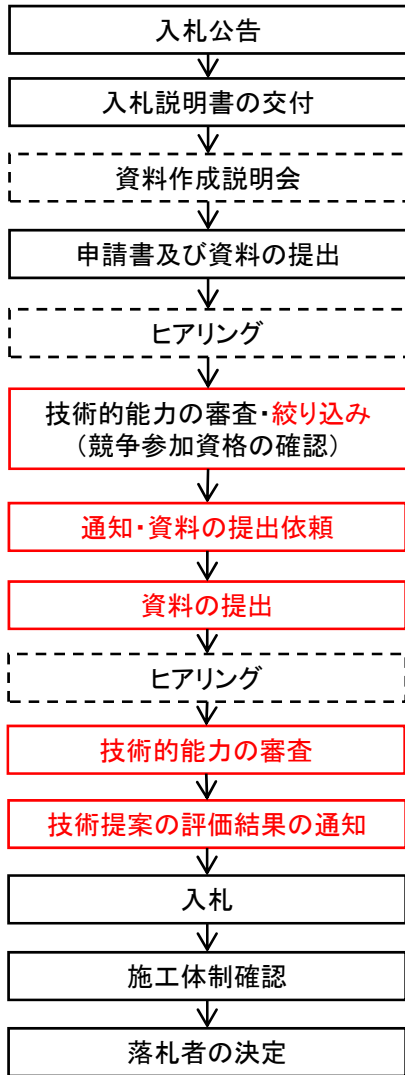 入札公告
入札説明書の交付
資料作成説明会
申請書及び資料の提出
ヒアリング
技術的能力の審査・絞り込み
（競争参加資格の確認）
通知・資料の提出依頼
資料の提出
ヒアリング
技術的能力の審査
技術提案の評価結果の通知
入札
施工体制確認
落札者の決定